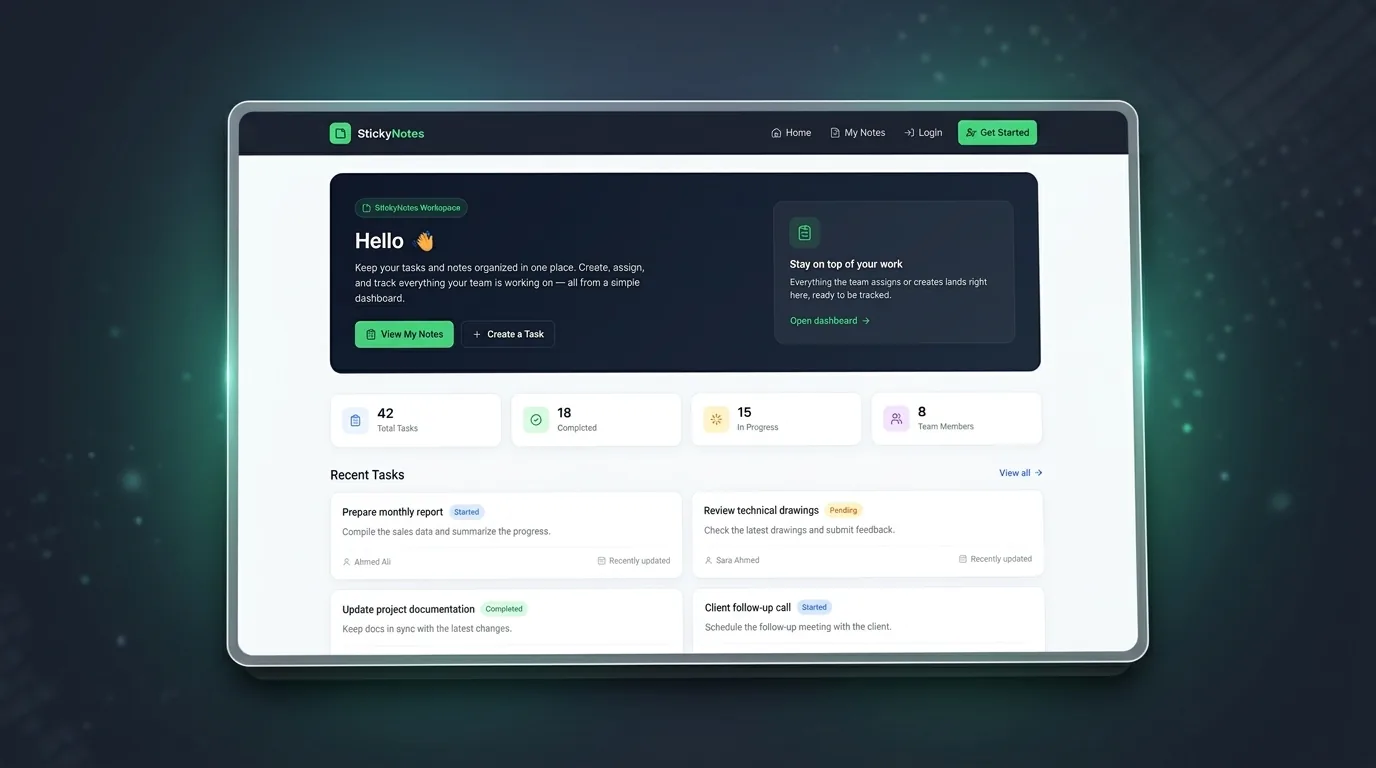 StickyNotes
Home
My Notes
Login
Get Started
StickyNotes Workopace
Hello 👋
Keep your tasks and notes organized in one place. Create, assign,
and track everything your team is working on — all from a simple
dashboard.
View My Notes
+ Create a Task
Stay on top of your work
Everything the team assigns or creates lands right
here, ready to be tracked.
Open dashbeard →
42
Total Tasks
18
Compicted
15
In Progress
8
Team Members
Recent Tasks
View all →
Prepare monthly report
Started
Compile the sales data and summarize the progress.
Ahmed Ali
Recently updated
Review technical drawings
Pending
Check the latest drawings and submit feedback.
Sara Ahmed
Recently updated
Update project documentation
Completed
Keep docs in sync with the latest changes.
Client follow-up call
Started
Schedule the follow-up meeting with the client.